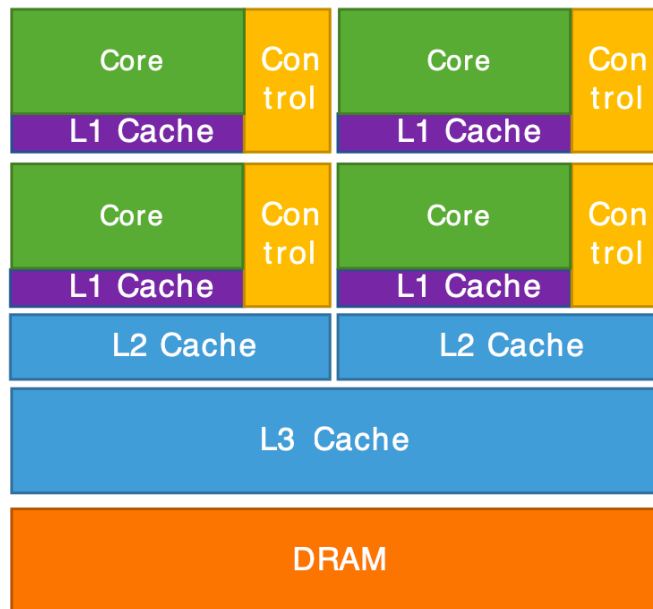 Core
Con
trol
L1 Cache
Core
Con
trol
L1 Cache
Core
Con
trol
L1 Cache
Core
Con
trol
L1 Cache
L2 Cache
L2 Cache
L3 Cache
DRAM